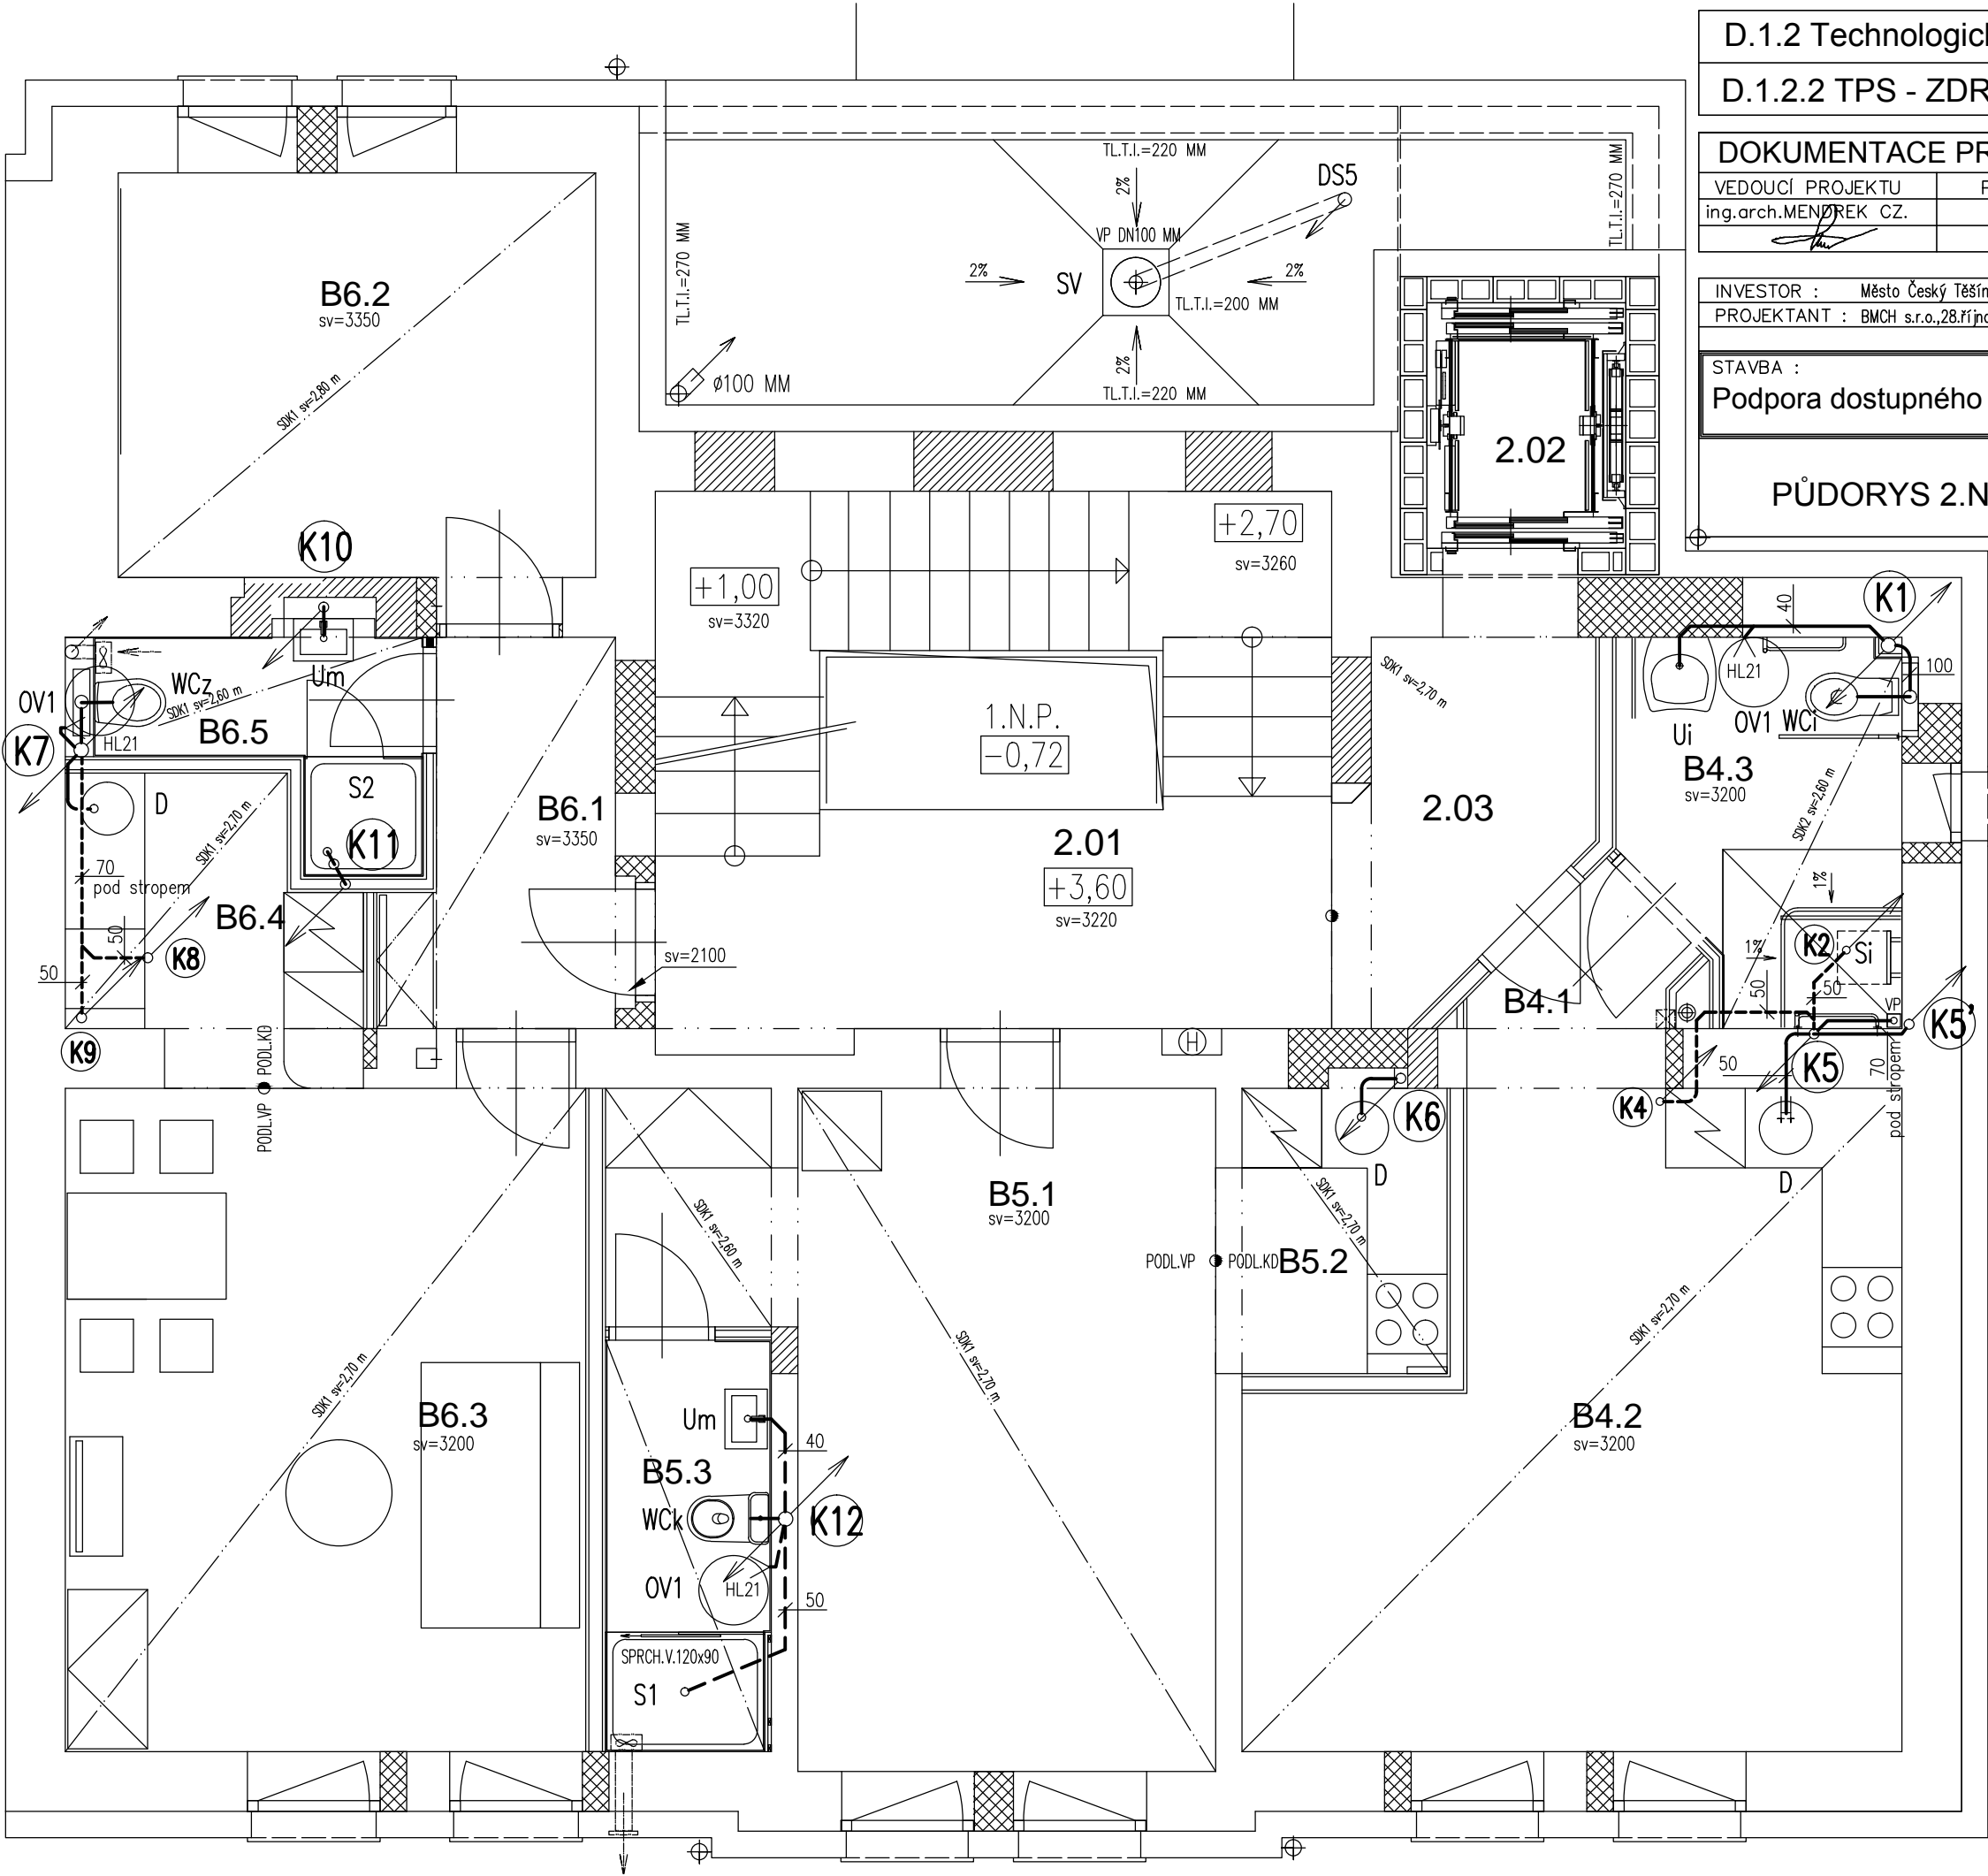 D.1.2 Technologick
D.1.2.2 TPS - ZDR
DOKUMENTACE PR
VEDOUCÍ PROJEKTU
ing.arch.MENDREK CZ.
INVESTOR : Město Český Těšín
PROJEKTANT : BMCH s.r.o.,28.října
STAVBA :
Podpora dostupného
PŮDORYS 2.N
TL.T.I.=220 MM
2%
VP DN100 MM
DS5
TL.T.I.=270 MM
TL.T.I.=270 MM
2%
SV
2%
TL.T.I.=200 MM
2%
TL.T.I.=220 MM
ø100 MM
B6.2
sv=3350
SDK1 sv=2,80 m
2.02
K10
+1,00
sv=3320
+2,70
sv=3260
K1
40
100
HL21
OV1
WCi
Ui
B4.3
sv=3200
SDK2 sv=2,60 m
SDK1 sv=2,70 m
2.03
1.N.P.
-0,72
2.01
+3,60
sv=3220
sv=2100
OV1
WCz
Um
SDK1 sv=2,60 m
B6.5
K7
HL21
D
S2
K11
B6.1
sv=3350
SDK1 sv=2,70 m
70
pod stropem
B6.4
50
K8
50
K9
1%
K2
Si
1%
50
50
VP
K5'
B4.1
H
50
K5
70
pod stropem
K4
K6
D
D
PODL.VP
PODL.KD
SDK1 sv=2,60 m
B5.1
sv=3200
SDK1 sv=2,70 m
PODL.VP
PODL.KD
B5.2
SDK1 sv=2,70 m
SDK1 sv=2,70 m
SDK1 sv=2,70 m
B6.3
sv=3200
B4.2
sv=3200
Um
40
B5.3
WCk
K12
OV1
HL21
50
SPRCH.V.120x90
S1